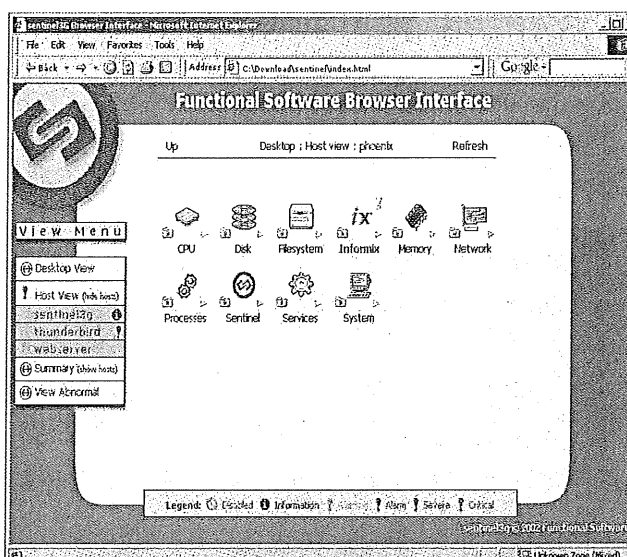 sentinel3G Browser Interface - Microsoft Internet Explorer
File Edit View Favorites Tools Help
Back Address C:\Download\sentinel\index.html Google
Functional Software Browser Interface
Up Desktop : Host view : phoenix Refresh
CPU Disk Filesystem Informix Memory Network
Processes Sentinel Services System
View Menu
Desktop View
Host View (hide hosts)
sentinel3g
thunderbird
webserver
Summary (show hosts)
View Abnormal
Legend: Disabled Information Warning Alarm Severe Critical
sentinel3G © 2002 Functional Software
Unknown Zone (Mixed)